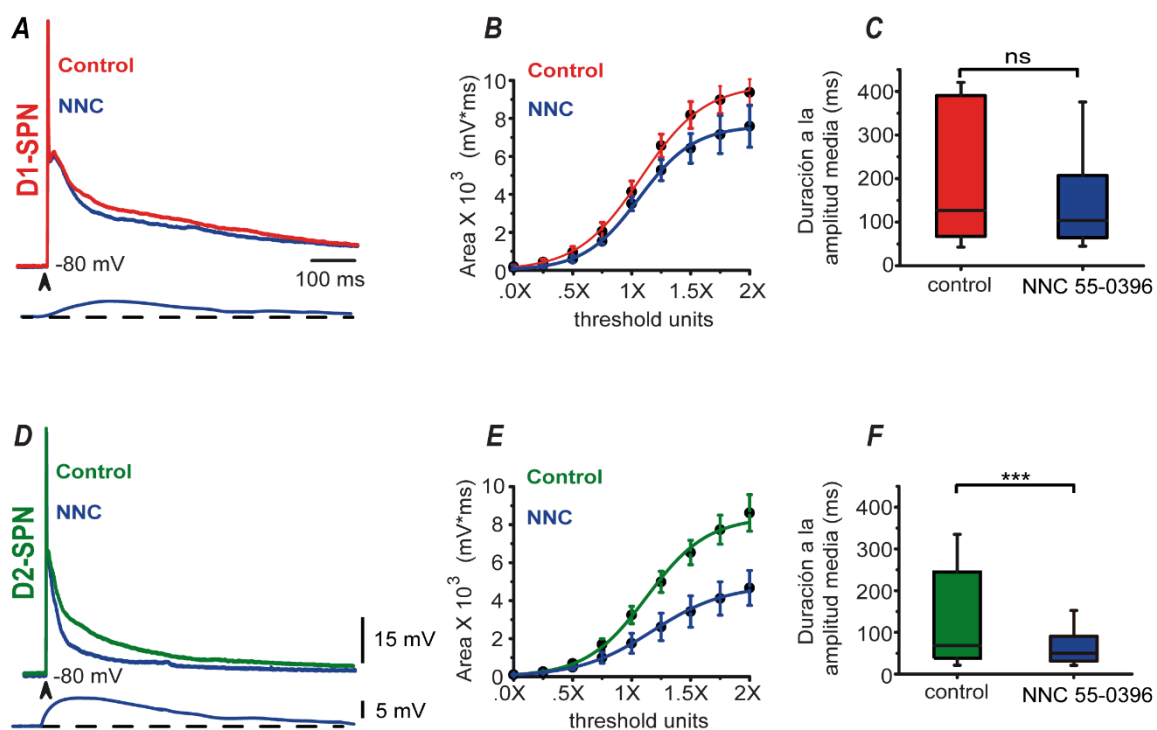 A
Control
NNC
D1-SPN
-80 mV
100 ms
B
Control
NNC
Area X 10³ (mV*ms)
10
8
6
4
2
0
.0X .5X 1X 1.5X 2X
threshold units
C
ns
Duración a la
amplitud media (ms)
400
300
200
100
0
control NNC 55-0396
D
Control
NNC
D2-SPN
-80 mV
15 mV
5 mV
E
Control
NNC
Area X 10³ (mV*ms)
10
8
6
4
2
0
.0X .5X 1X 1.5X 2X
threshold units
F
***
Duración a la
amplitud media (ms)
400
300
200
100
0
control NNC 55-0396